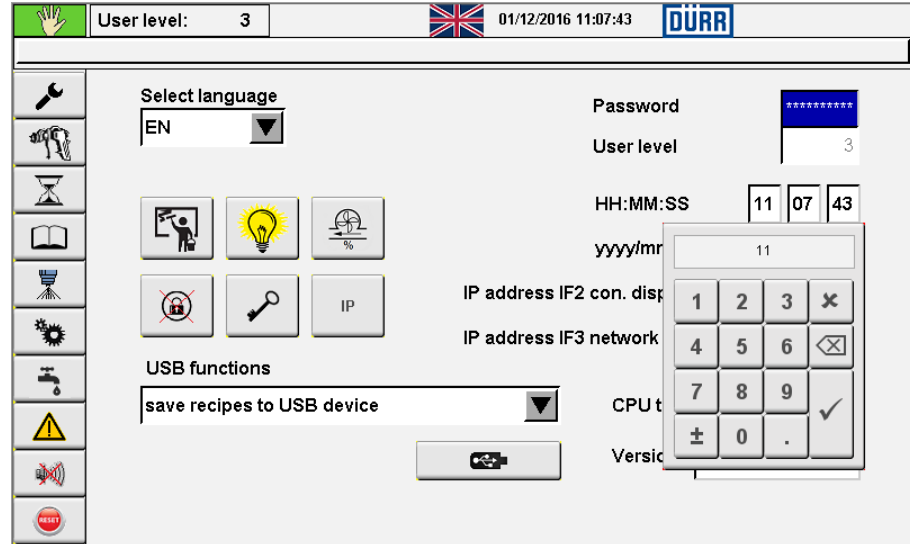 User level: 3 01/12/2016 11:07:43 DÜRR
Select language
EN
Password **********
User level 3
HH:MM:SS 11 07 43
yyyy/mm
11
%
IP
IP address IF2 con. disp
IP address IF3 network
1 2 3
4 5 6
7 8 9
± 0 .
USB functions
save recipes to USB device
CPU t
Versio
RESET